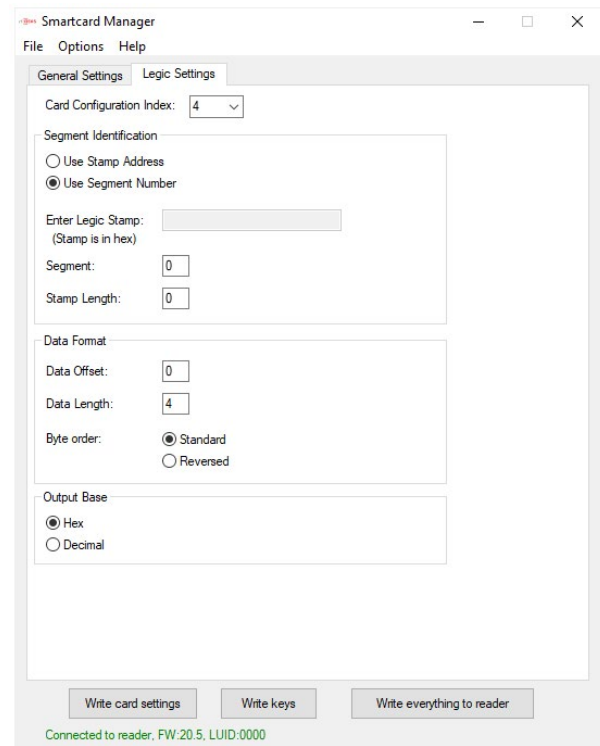 Smartcard Manager
File Options Help
General Settings Legic Settings
Card Configuration Index: 4
Segment Identification
Use Stamp Address
Use Segment Number
Enter Legic Stamp:
(Stamp is in hex)
Segment: 0
Stamp Length: 0
Data Format
Data Offset: 0
Data Length: 4
Byte order: Standard
Reversed
Output Base
Hex
Decimal
Write card settings Write keys Write everything to reader
Connected to reader, FW:20.5, LUID:0000